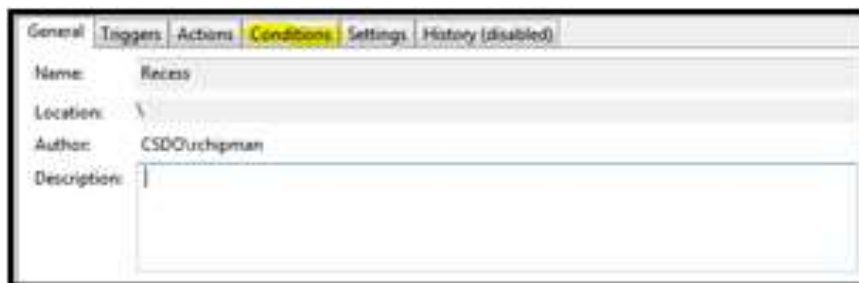 General Triggers Actions Conditions Settings History (disabled)
Name: Recess
Location: \
Author: CSDO\rchipman
Description: